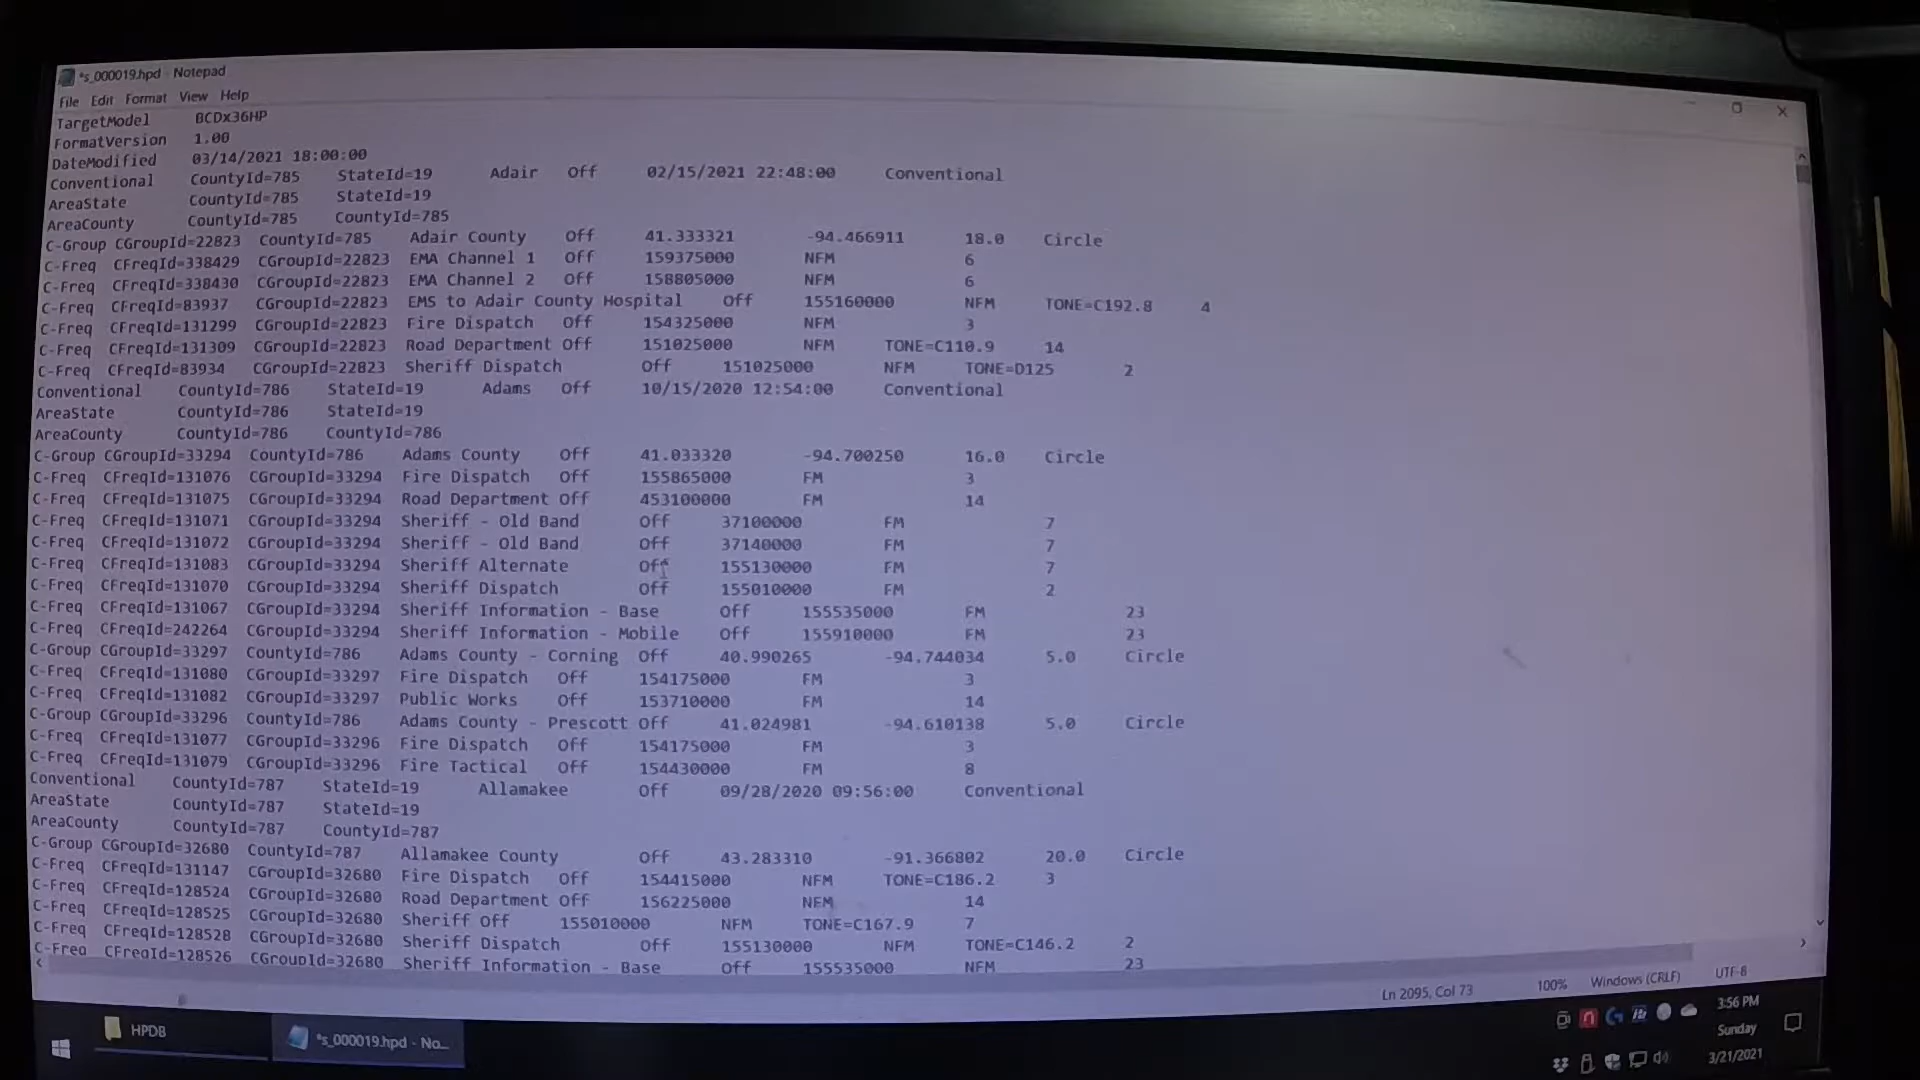 *s_000019.hpd - Notepad
File Edit Format View Help
TargetModel BCDx36HP
FormatVersion 1.00
DateModified 03/14/2021 18:00:00
Conventional CountyId=785 StateId=19 Adair Off 02/15/2021 22:48:00 Conventional
AreaState CountyId=785 StateId=19
AreaCounty CountyId=785 CountyId=785
C-Group CGroupId=22823 CountyId=785 Adair County Off 41.333321 -94.466911 18.0 Circle
C-Freq CFreqId=338429 CGroupId=22823 EMA Channel 1 Off 159375000 NFM 6
C-Freq CFreqId=338430 CGroupId=22823 EMA Channel 2 Off 158805000 NFM 6
C-Freq CFreqId=83937 CGroupId=22823 EMS to Adair County Hospital Off 155160000 NFM TONE=C192.8 4
C-Freq CFreqId=131299 CGroupId=22823 Fire Dispatch Off 154325000 NFM 3
C-Freq CFreqId=131309 CGroupId=22823 Road Department Off 151025000 NFM TONE=C110.9 14
C-Freq CFreqId=83934 CGroupId=22823 Sheriff Dispatch Off 151025000 NFM TONE=D125 2
Conventional CountyId=786 StateId=19 Adams Off 10/15/2020 12:54:00 Conventional
AreaState CountyId=786 StateId=19
AreaCounty CountyId=786 CountyId=786
C-Group CGroupId=33294 CountyId=786 Adams County Off 41.033320 -94.700250 16.0 Circle
C-Freq CFreqId=131076 CGroupId=33294 Fire Dispatch Off 155865000 FM 3
C-Freq CFreqId=131075 CGroupId=33294 Road Department Off 453100000 FM 14
C-Freq CFreqId=131071 CGroupId=33294 Sheriff - Old Band Off 37100000 FM 7
C-Freq CFreqId=131072 CGroupId=33294 Sheriff - Old Band Off 37140000 FM 7
C-Freq CFreqId=131083 CGroupId=33294 Sheriff Alternate Off 155130000 FM 7
C-Freq CFreqId=131070 CGroupId=33294 Sheriff Dispatch Off 155010000 FM 2
C-Freq CFreqId=131067 CGroupId=33294 Sheriff Information - Base Off 155535000 FM 23
C-Freq CFreqId=242264 CGroupId=33294 Sheriff Information - Mobile Off 155910000 FM 23
C-Group CGroupId=33297 CountyId=786 Adams County - Corning Off 40.990265 -94.744034 5.0 Circle
C-Freq CFreqId=131080 CGroupId=33297 Fire Dispatch Off 154175000 FM 3
C-Freq CFreqId=131082 CGroupId=33297 Public Works Off 153710000 FM 14
C-Group CGroupId=33296 CountyId=786 Adams County - Prescott Off 41.024981 -94.610138 5.0 Circle
C-Freq CFreqId=131077 CGroupId=33296 Fire Dispatch Off 154175000 FM 3
C-Freq CFreqId=131079 CGroupId=33296 Fire Tactical Off 154430000 FM 8
Conventional CountyId=787 StateId=19 Allamakee Off 09/28/2020 09:56:00 Conventional
AreaState CountyId=787 StateId=19
AreaCounty CountyId=787 CountyId=787
C-Group CGroupId=32680 CountyId=787 Allamakee County Off 43.283310 -91.366802 20.0 Circle
C-Freq CFreqId=131147 CGroupId=32680 Fire Dispatch Off 154415000 NFM TONE=C186.2 3
C-Freq CFreqId=128524 CGroupId=32680 Road Department Off 156225000 NFM 14
C-Freq CFreqId=128525 CGroupId=32680 Sheriff Off 155010000 NFM TONE=C167.9 7
C-Freq CFreqId=128528 CGroupId=32680 Sheriff Dispatch Off 155130000 NFM TONE=C146.2 2
C-Freq CFreqId=128526 CGroupId=32680 Sheriff Information - Base Off 155535000 NFM 23
Ln 2095, Col 73 100% Windows (CRLF) UTF-8
HPDB
*s_000019.hpd - No...
3:56 PM
Sunday
3/21/2021